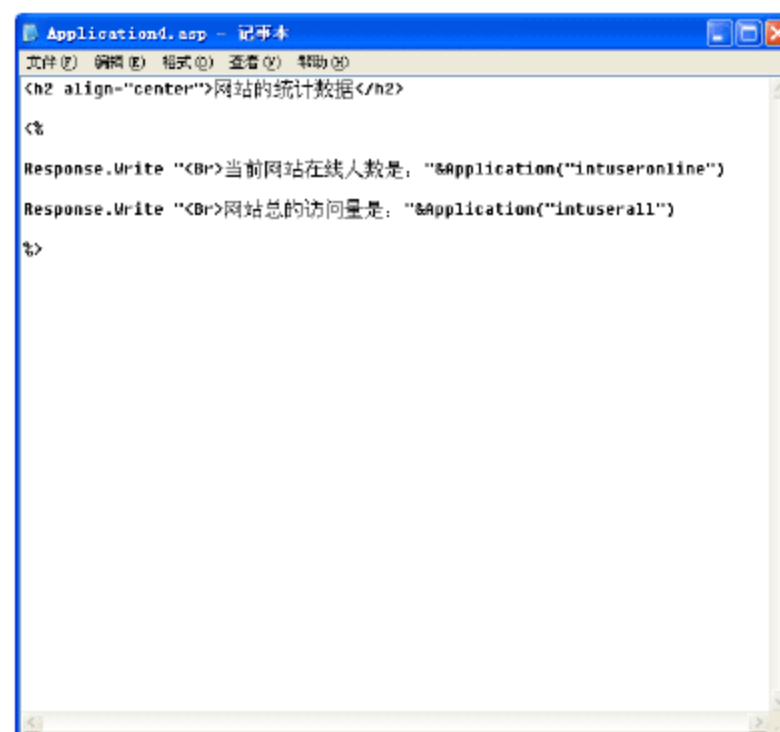 Application4.asp - 记事本
文件(F) 编辑(E) 格式(O) 查看(V) 帮助(H)
<h2 align="center">网站的统计数据</h2>
<%
Response.Write "<Br>当前网站在线人数是："&Application("intuseronline")
Response.Write "<Br>网站总的访问量是："&Application("intuserall")
%>